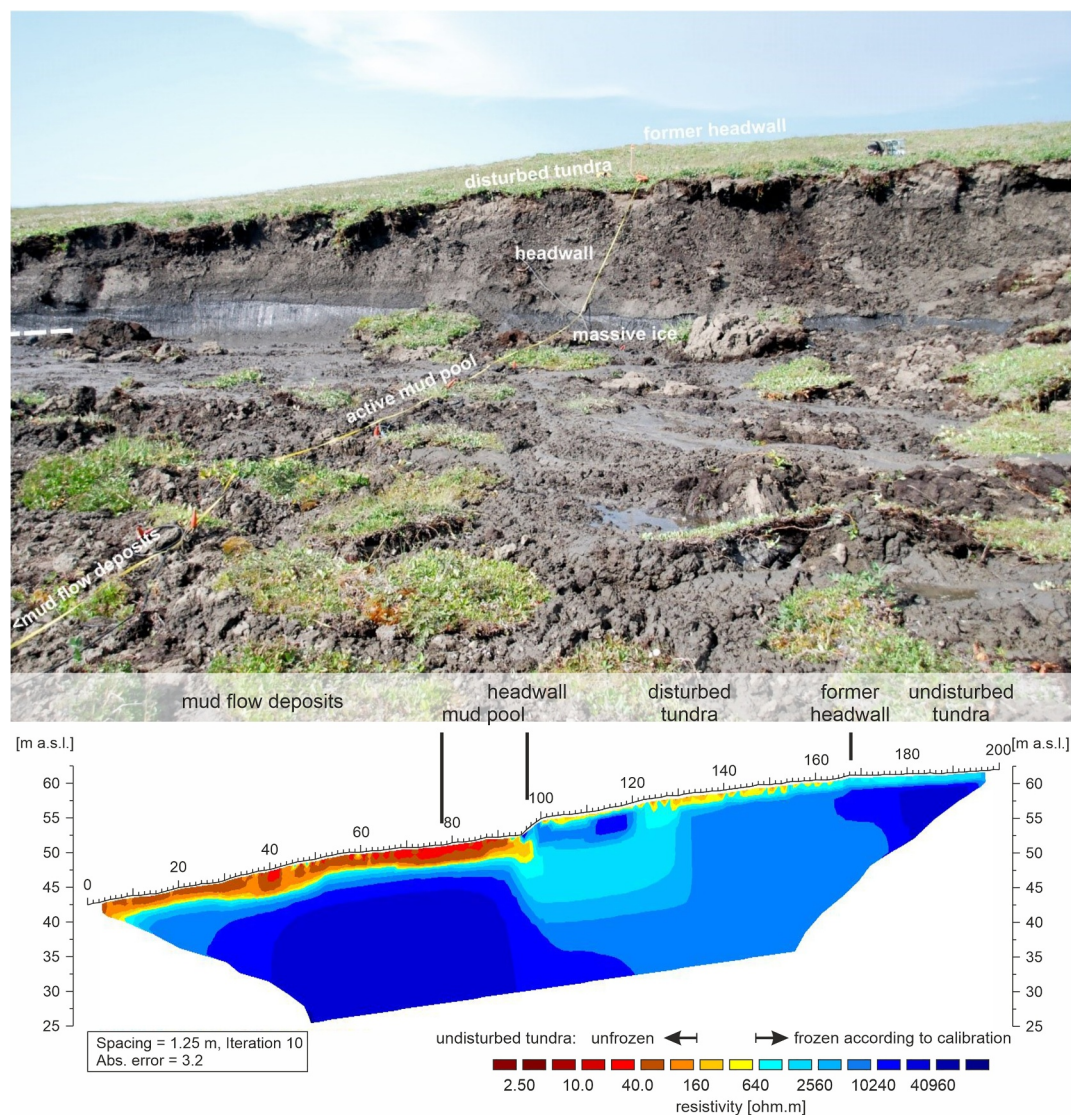 former headwall
disturbed tundra
headwall
massive ice
active mud pool
<mud flow deposits
mud flow deposits
headwall
mud pool
disturbed
tundra
former
headwall
undisturbed
tundra
[m a.s.l.]
[m a.s.l.]
0
20
40
60
80
100
120
140
160
180
200
60
55
50
45
40
35
30
25
60
55
50
45
40
35
30
25
Spacing = 1.25 m, Iteration 10
Abs. error = 3.2
undisturbed tundra: unfrozen
frozen according to calibration
2.50 10.0 40.0 160 640 2560 10240 40960
resistivity [ohm.m]